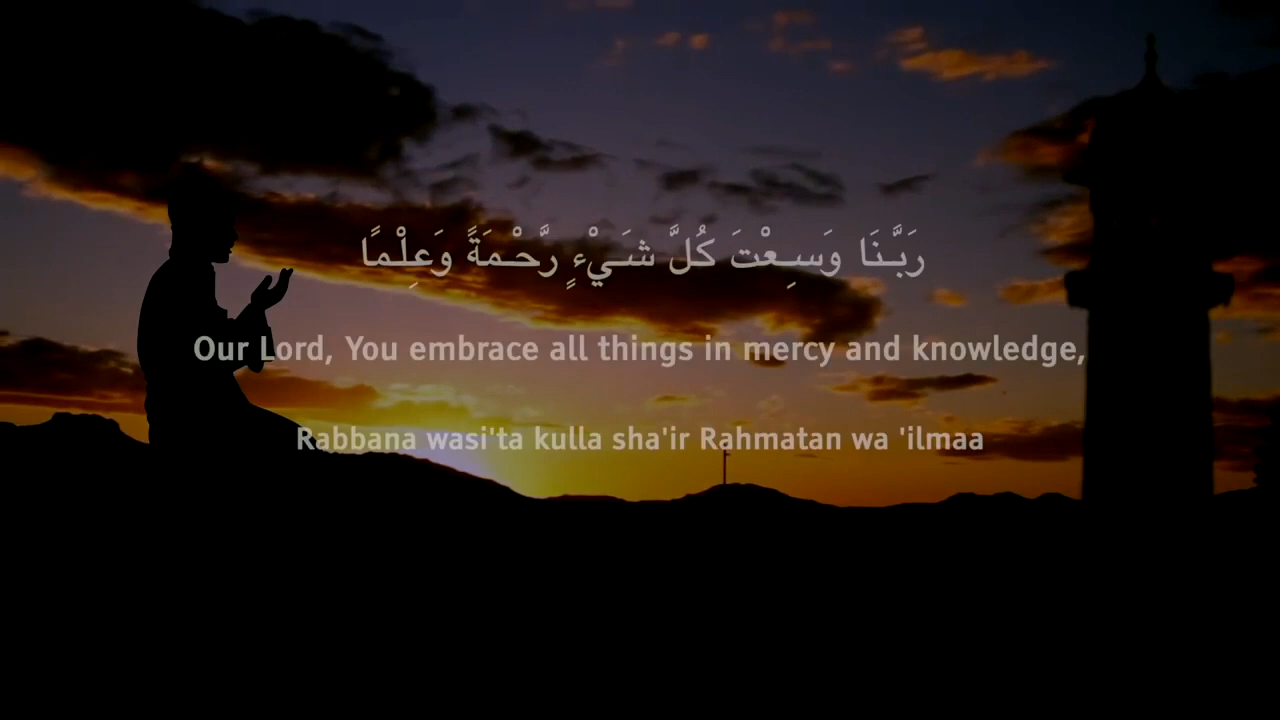 رَبَّنَا وَسِعْتَ كُلَّ شَيْءٍ رَّحْمَةً وَعِلْمًا
Our Lord, You embrace all things in mercy and knowledge,
Rabbana wasi'ta kulla sha'ir Rahmatan wa 'ilmaa